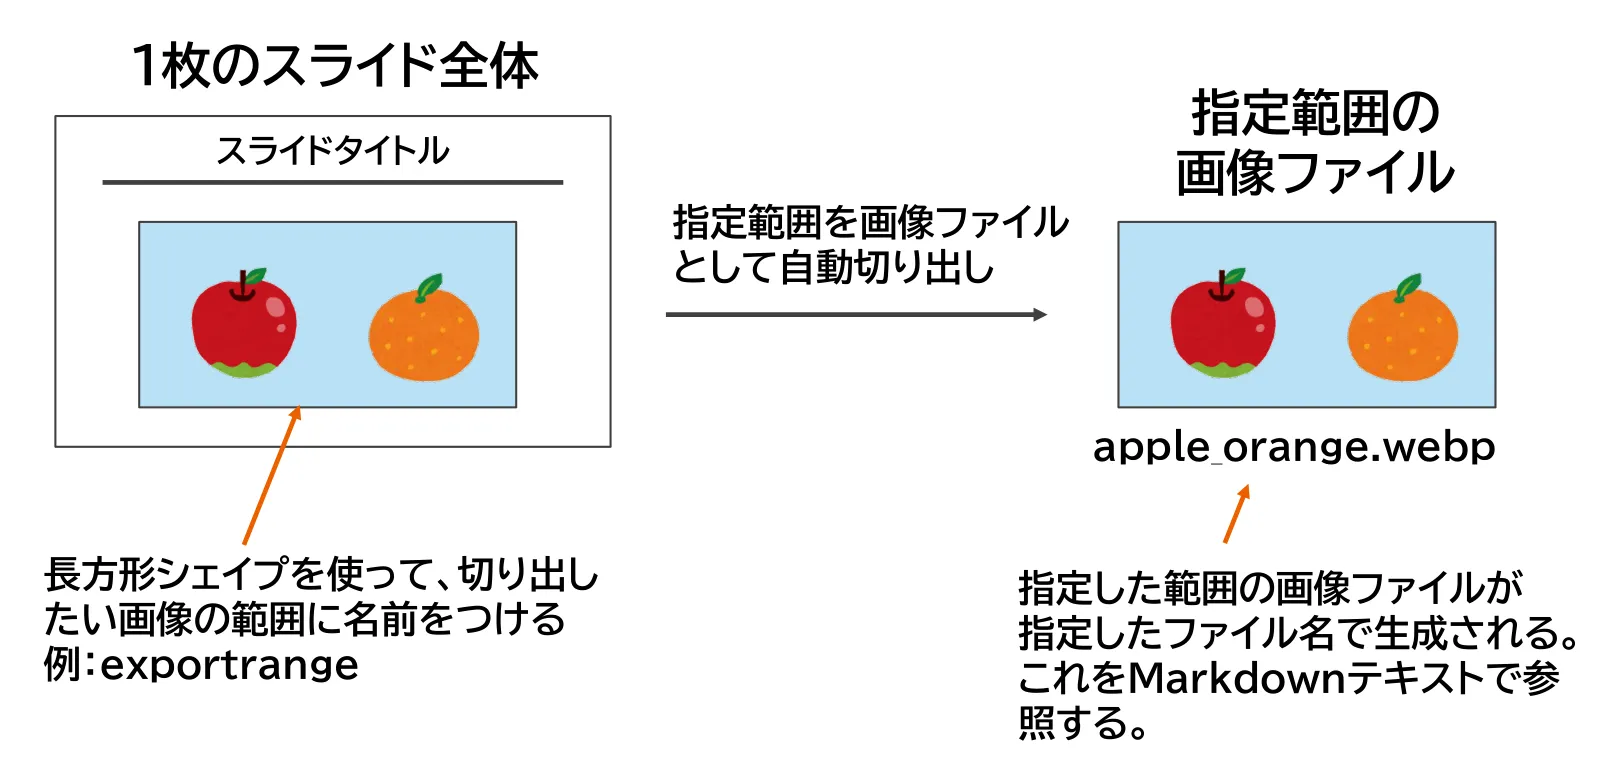 1枚のスライド全体
スライドタイトル
長方形シェイプを使って、切り出し
たい画像の範囲に名前をつける
例：exportrange
指定範囲を画像ファイル
として自動切り出し
指定範囲の
画像ファイル
apple_orange.webp
指定した範囲の画像ファイルが
指定したファイル名で生成される。
これをMarkdownテキストで参
照する。